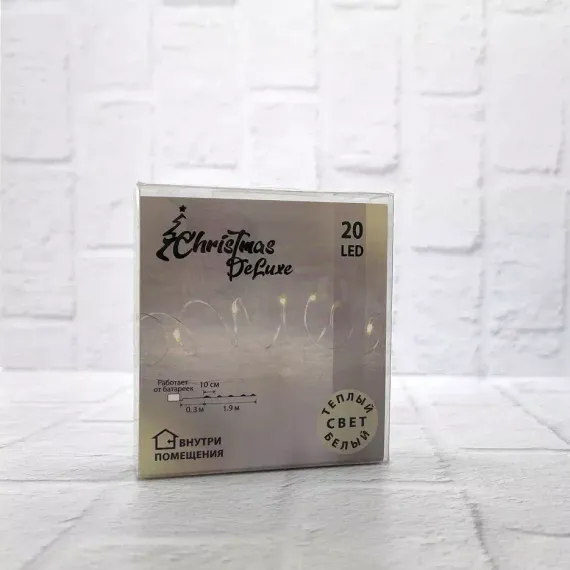 Christmas
DeLuxe
20
LED
Работает
от батареек
10 см
0.3 м
1.9 м
ТЕПЛЫЙ
СВЕТ
БЕЛЫЙ
ВНУТРИ
ПОМЕЩЕНИЯ